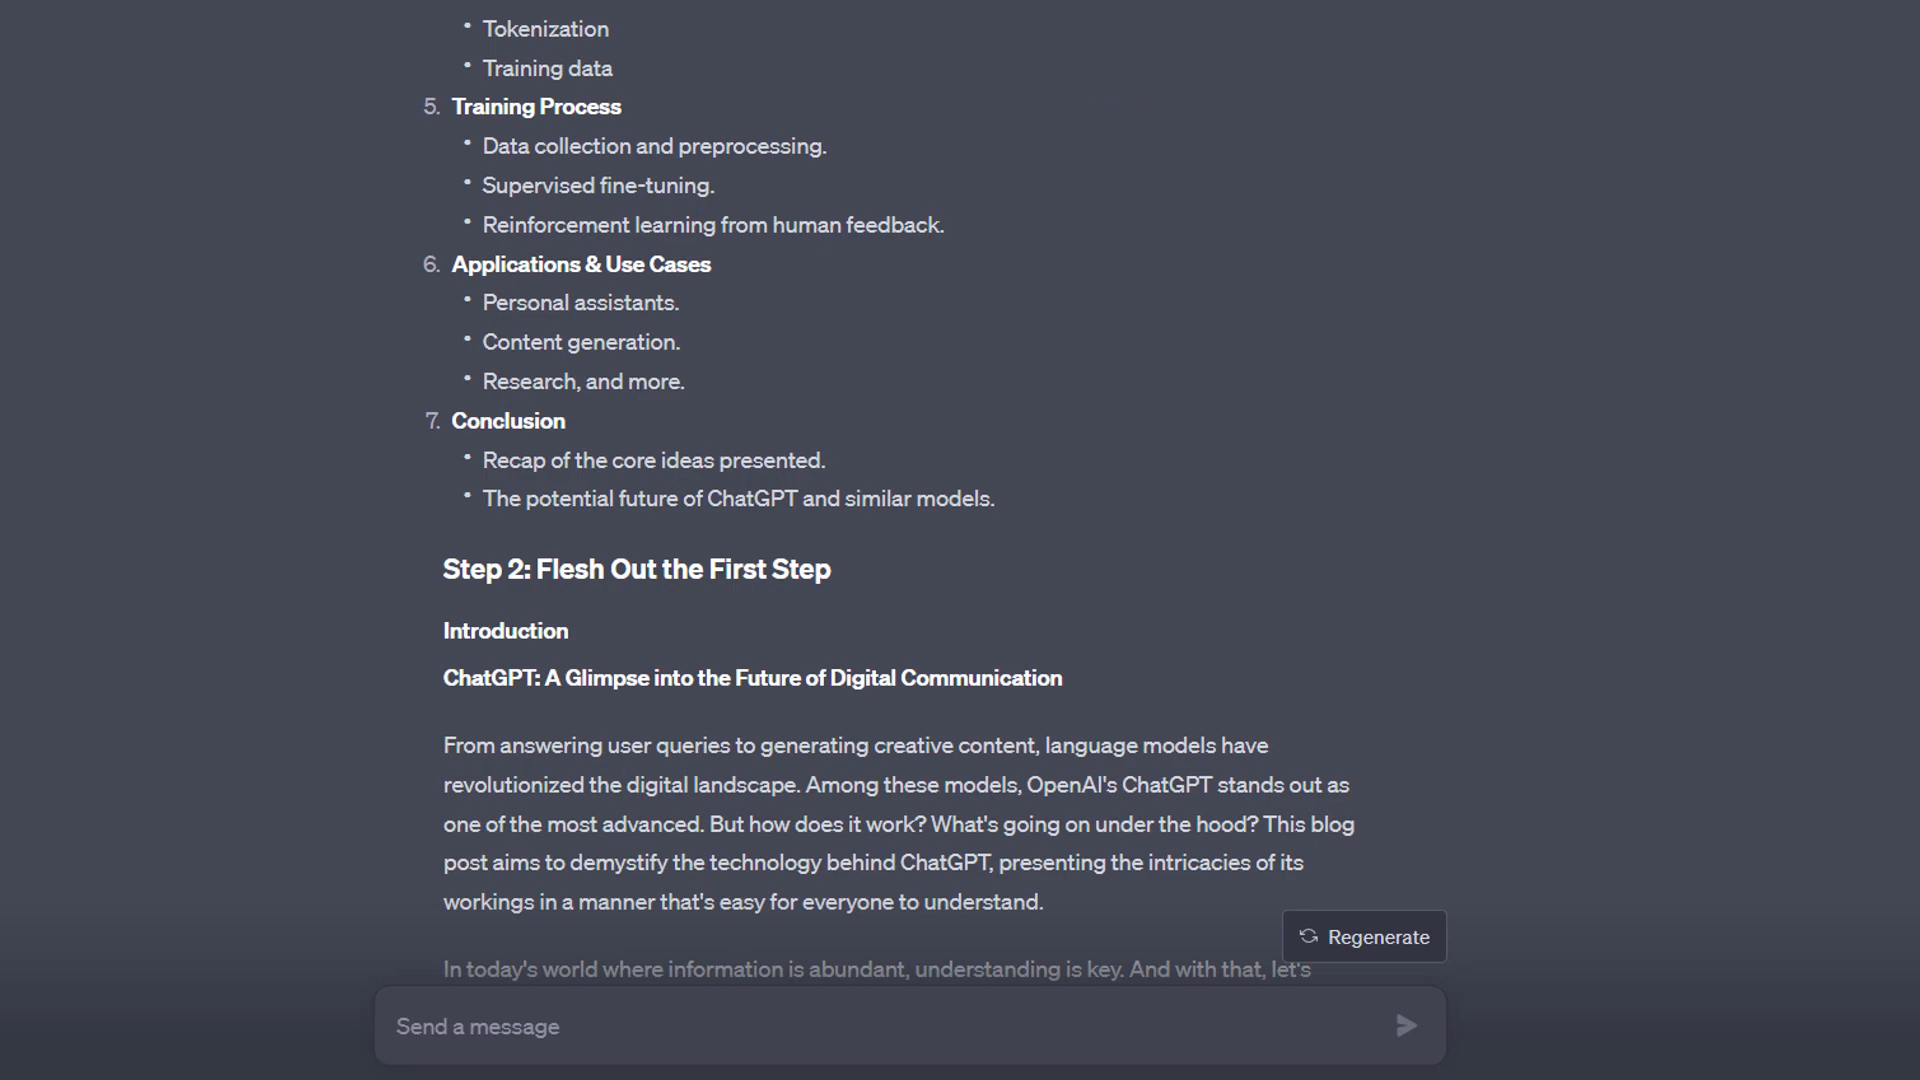 • Tokenization
• Training data
5. Training Process
• Data collection and preprocessing.
• Supervised fine-tuning.
• Reinforcement learning from human feedback.
6. Applications & Use Cases
• Personal assistants.
• Content generation.
• Research, and more.
7. Conclusion
• Recap of the core ideas presented.
• The potential future of ChatGPT and similar models.
Step 2: Flesh Out the First Step
Introduction
ChatGPT: A Glimpse into the Future of Digital Communication
From answering user queries to generating creative content, language models have
revolutionized the digital landscape. Among these models, OpenAI's ChatGPT stands out as
one of the most advanced. But how does it work? What's going on under the hood? This blog
post aims to demystify the technology behind ChatGPT, presenting the intricacies of its
workings in a manner that's easy for everyone to understand.
Regenerate
In today's world where information is abundant, understanding is key. And with that, let's
Send a message